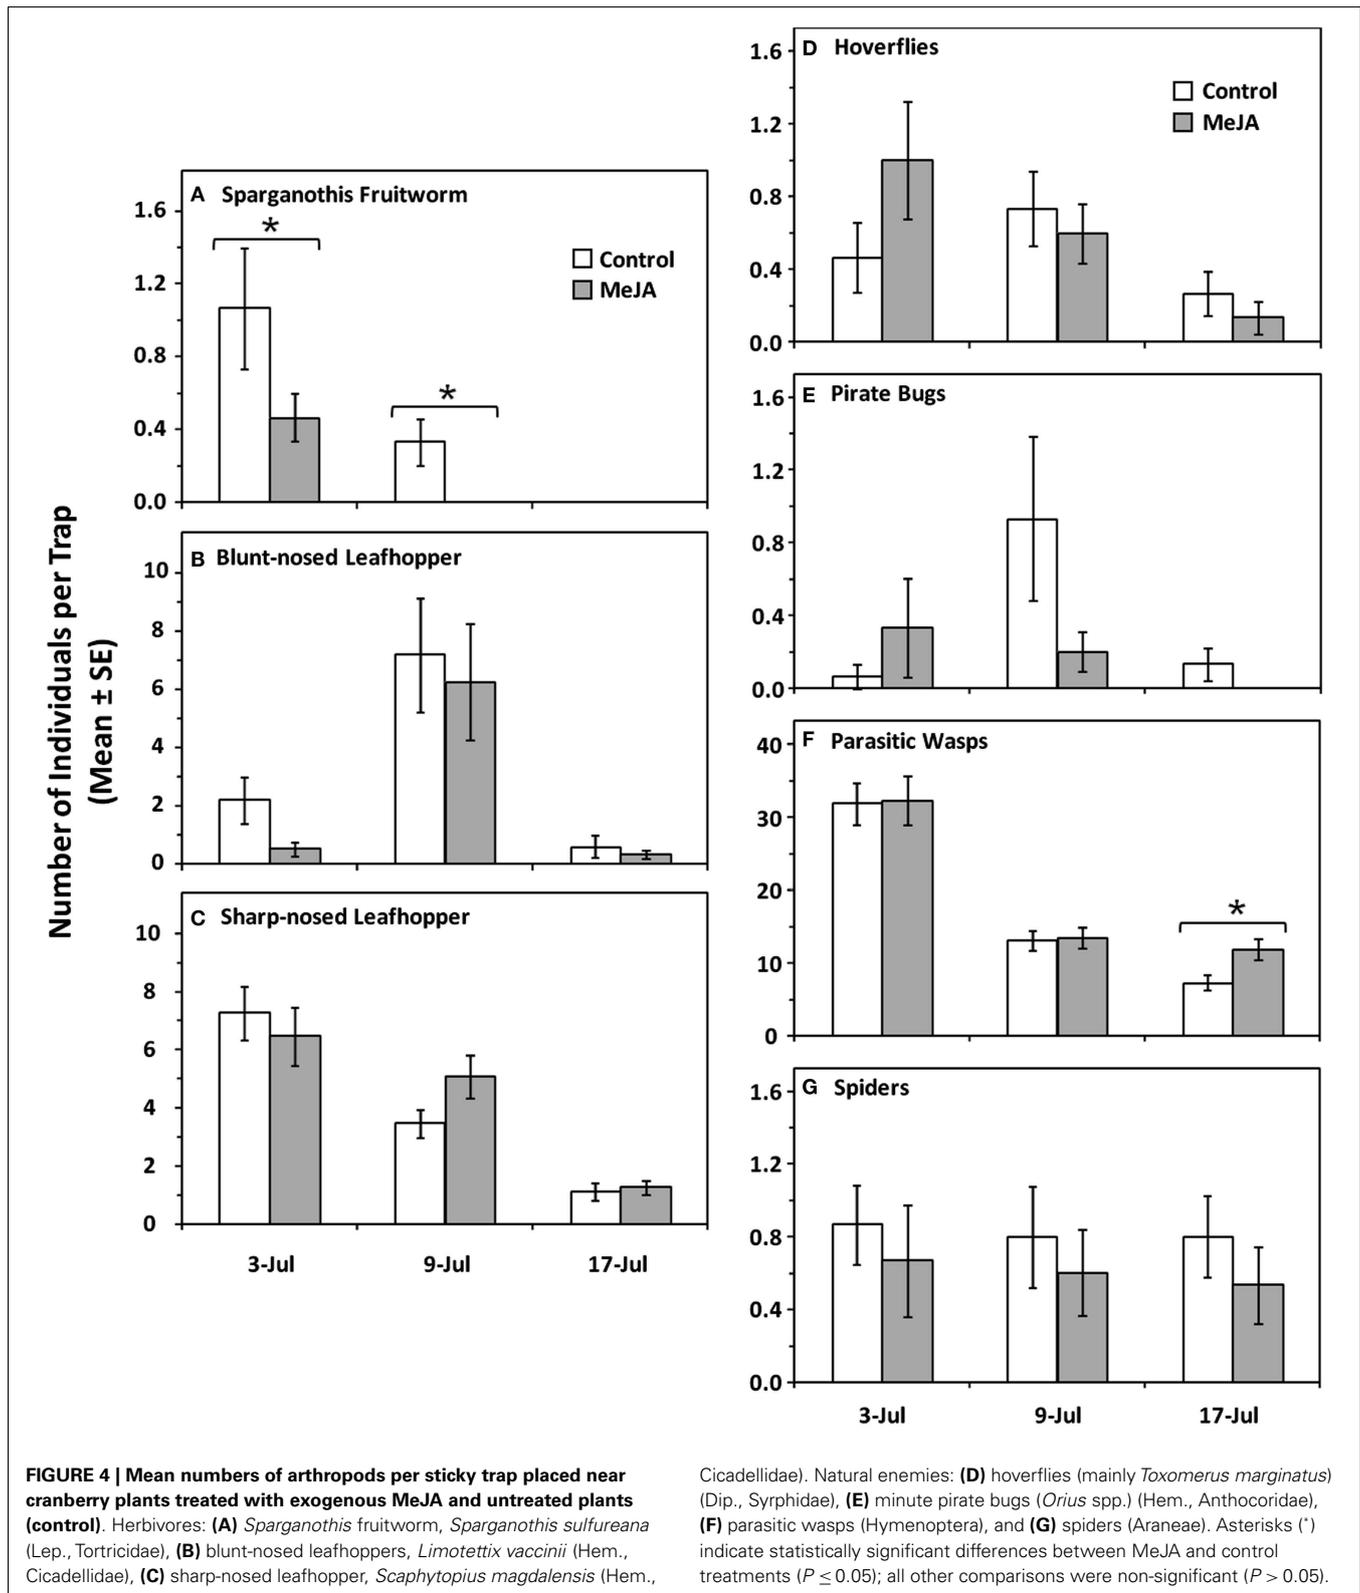 Number of Individuals per Trap
(Mean ± SE)
A Sparganothis Fruitworm
1.6
1.2
0.8
0.4
0.0
*
*
Control
MeJA
B Blunt-nosed Leafhopper
10
8
6
4
2
0
C Sharp-nosed Leafhopper
10
8
6
4
2
0
3-Jul 9-Jul 17-Jul
D Hoverflies
1.6
1.2
0.8
0.4
0.0
Control
MeJA
E Pirate Bugs
1.6
1.2
0.8
0.4
0.0
F Parasitic Wasps
40
30
20
10
0
*
G Spiders
1.6
1.2
0.8
0.4
0.0
3-Jul 9-Jul 17-Jul
FIGURE 4 | Mean numbers of arthropods per sticky trap placed near
cranberry plants treated with exogenous MeJA and untreated plants
(control). Herbivores: (A) Sparganothis fruitworm, Sparganothis sulfureana
(Lep., Tortricidae), (B) blunt-nosed leafhoppers, Limotettix vaccinii (Hem.,
Cicadellidae), (C) sharp-nosed leafhopper, Scaphytopius magdalensis (Hem.,
Cicadellidae). Natural enemies: (D) hoverflies (mainly Toxomerus marginatus)
(Dip., Syrphidae), (E) minute pirate bugs (Orius spp.) (Hem., Anthocoridae),
(F) parasitic wasps (Hymenoptera), and (G) spiders (Araneae). Asterisks (*)
indicate statistically significant differences between MeJA and control
treatments (P ≤ 0.05); all other comparisons were non-significant (P > 0.05).